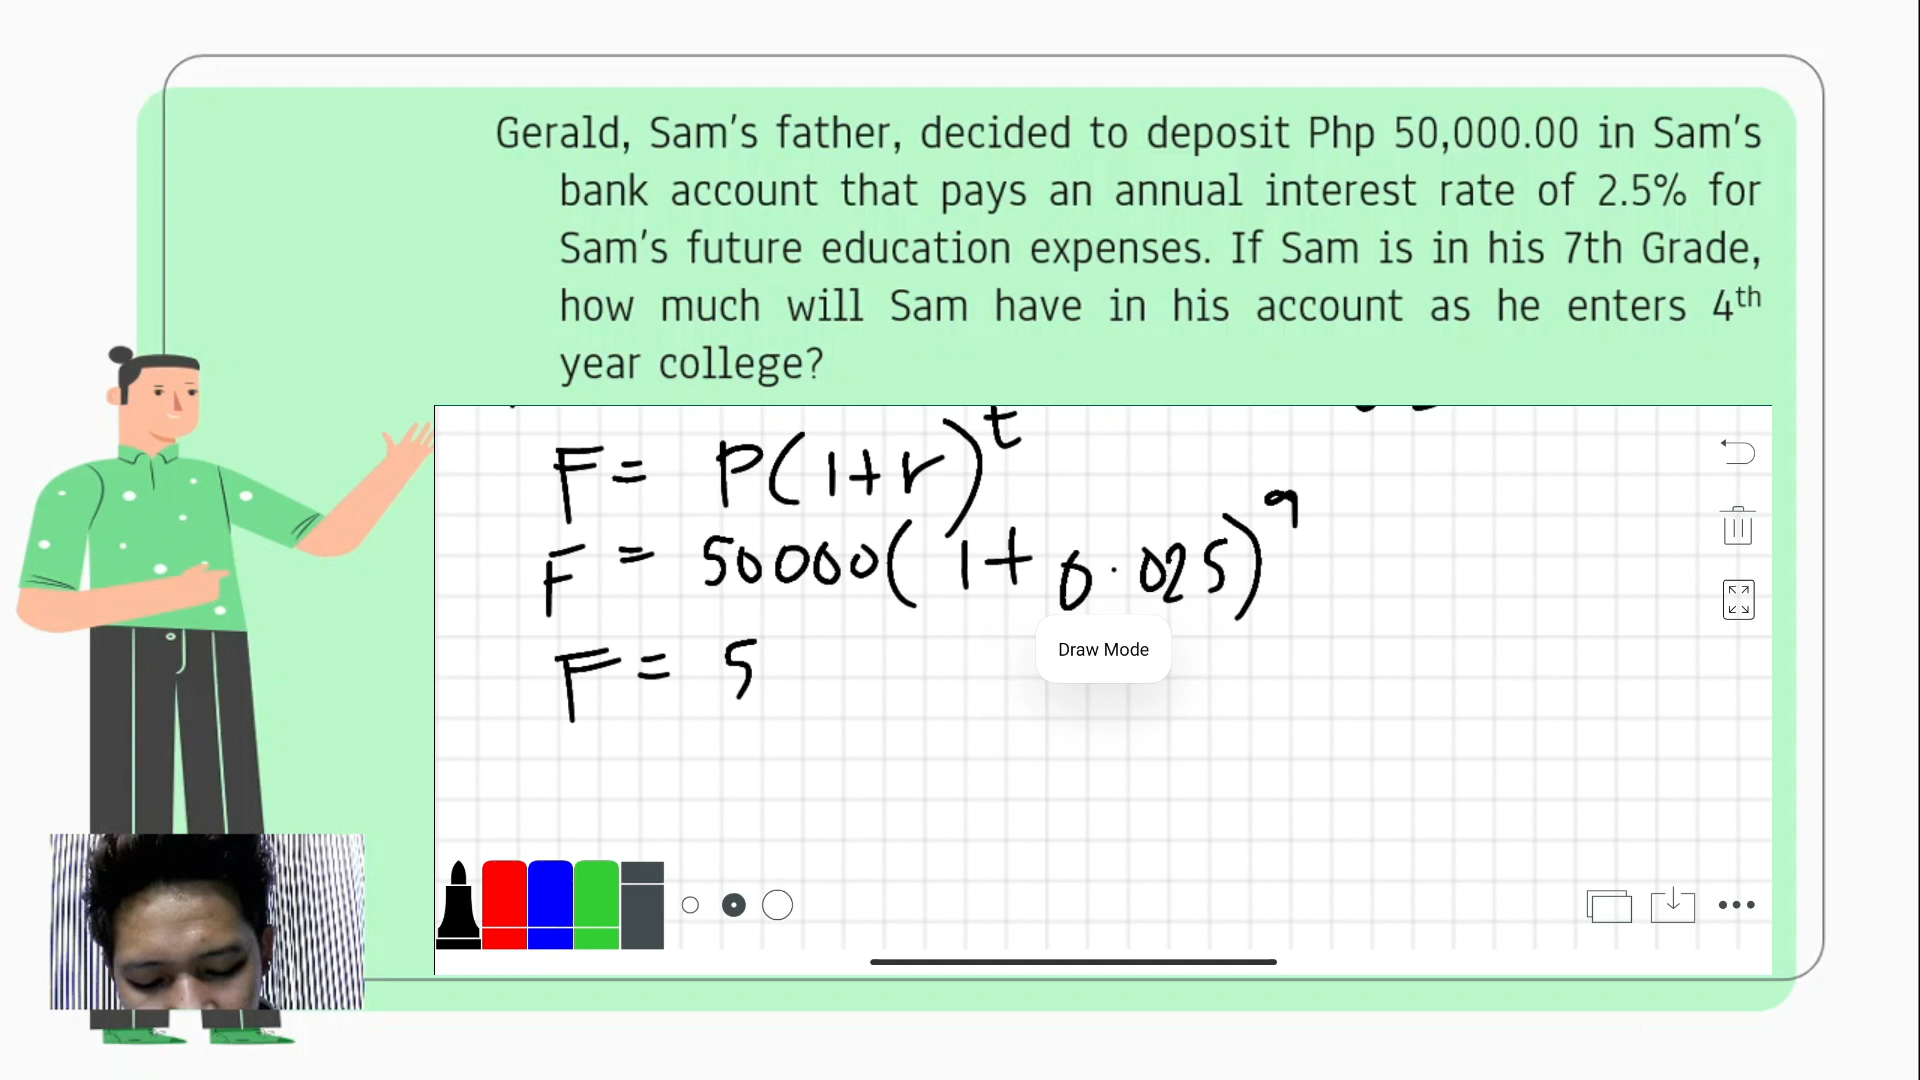 Gerald, Sam's father, decided to deposit Php 50,000.00 in Sam's
bank account that pays an annual interest rate of 2.5% for
Sam's future education expenses. If Sam is in his 7th Grade,
how much will Sam have in his account as he enters 4th
year college?
F = P(1+r)^t
F = 50000(1+0.025)^9
Draw Mode
F = 5